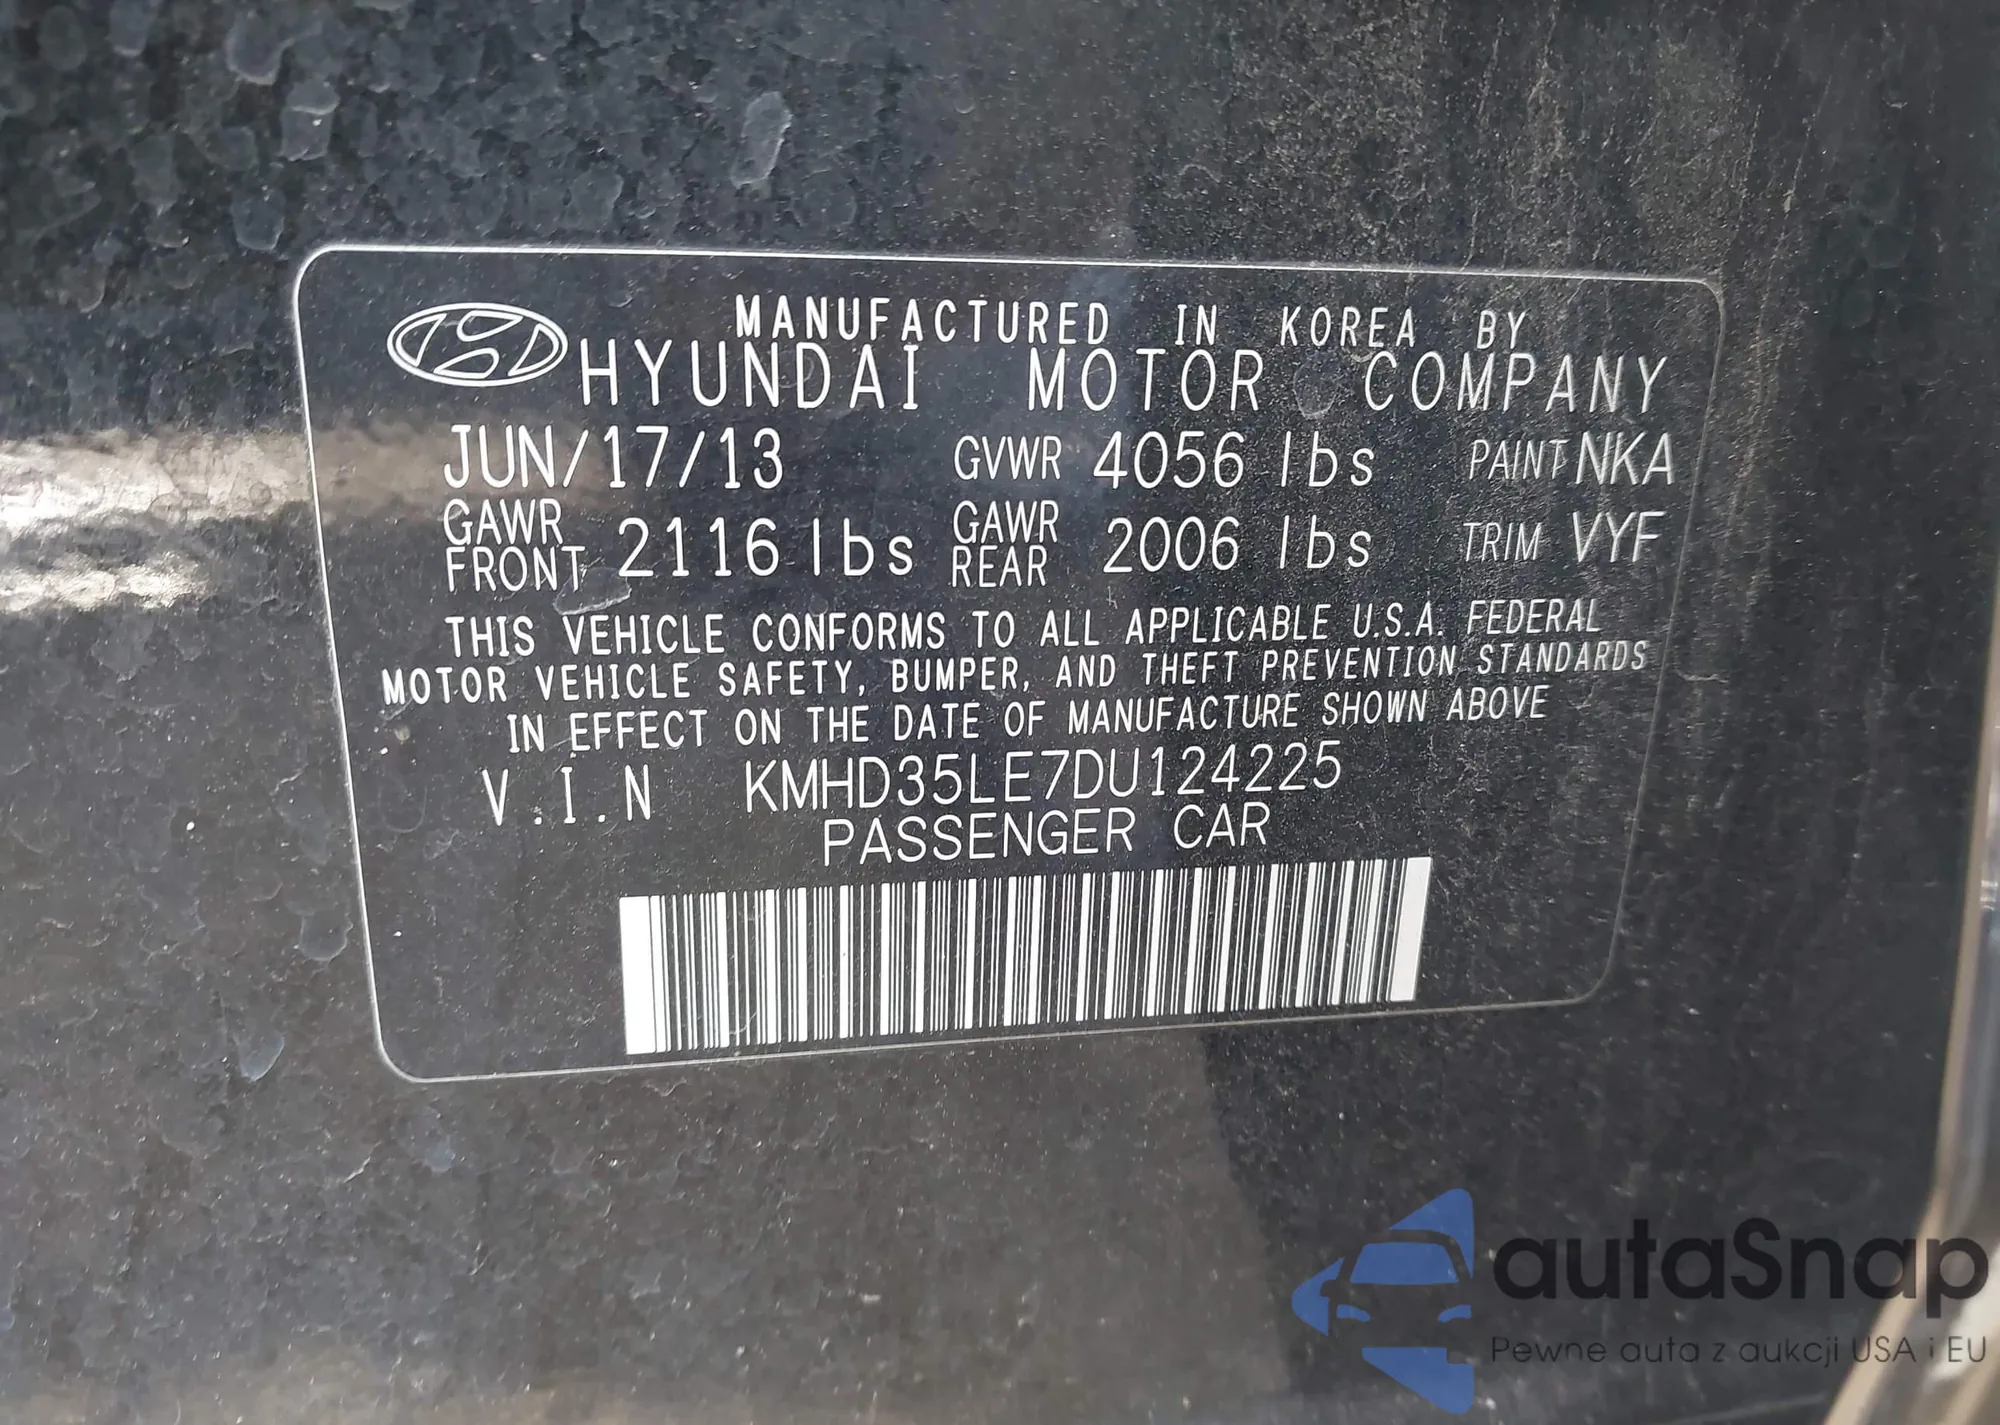 MANUFACTURED IN KOREA BY
HYUNDAI MOTOR COMPANY
JUN/17/13 GVWR 4056 lbs PAINT NKA
GAWR FRONT 2116 lbs GAWR REAR 2006 lbs TRIM VYF
THIS VEHICLE CONFORMS TO ALL APPLICABLE U.S.A. FEDERAL
MOTOR VEHICLE SAFETY, BUMPER, AND THEFT PREVENTION STANDARDS
IN EFFECT ON THE DATE OF MANUFACTURE SHOWN ABOVE
V.I.N KMHD35LE7DU124225
PASSENGER CAR
autaSnap
Pewne auta z aukcji USA i EU